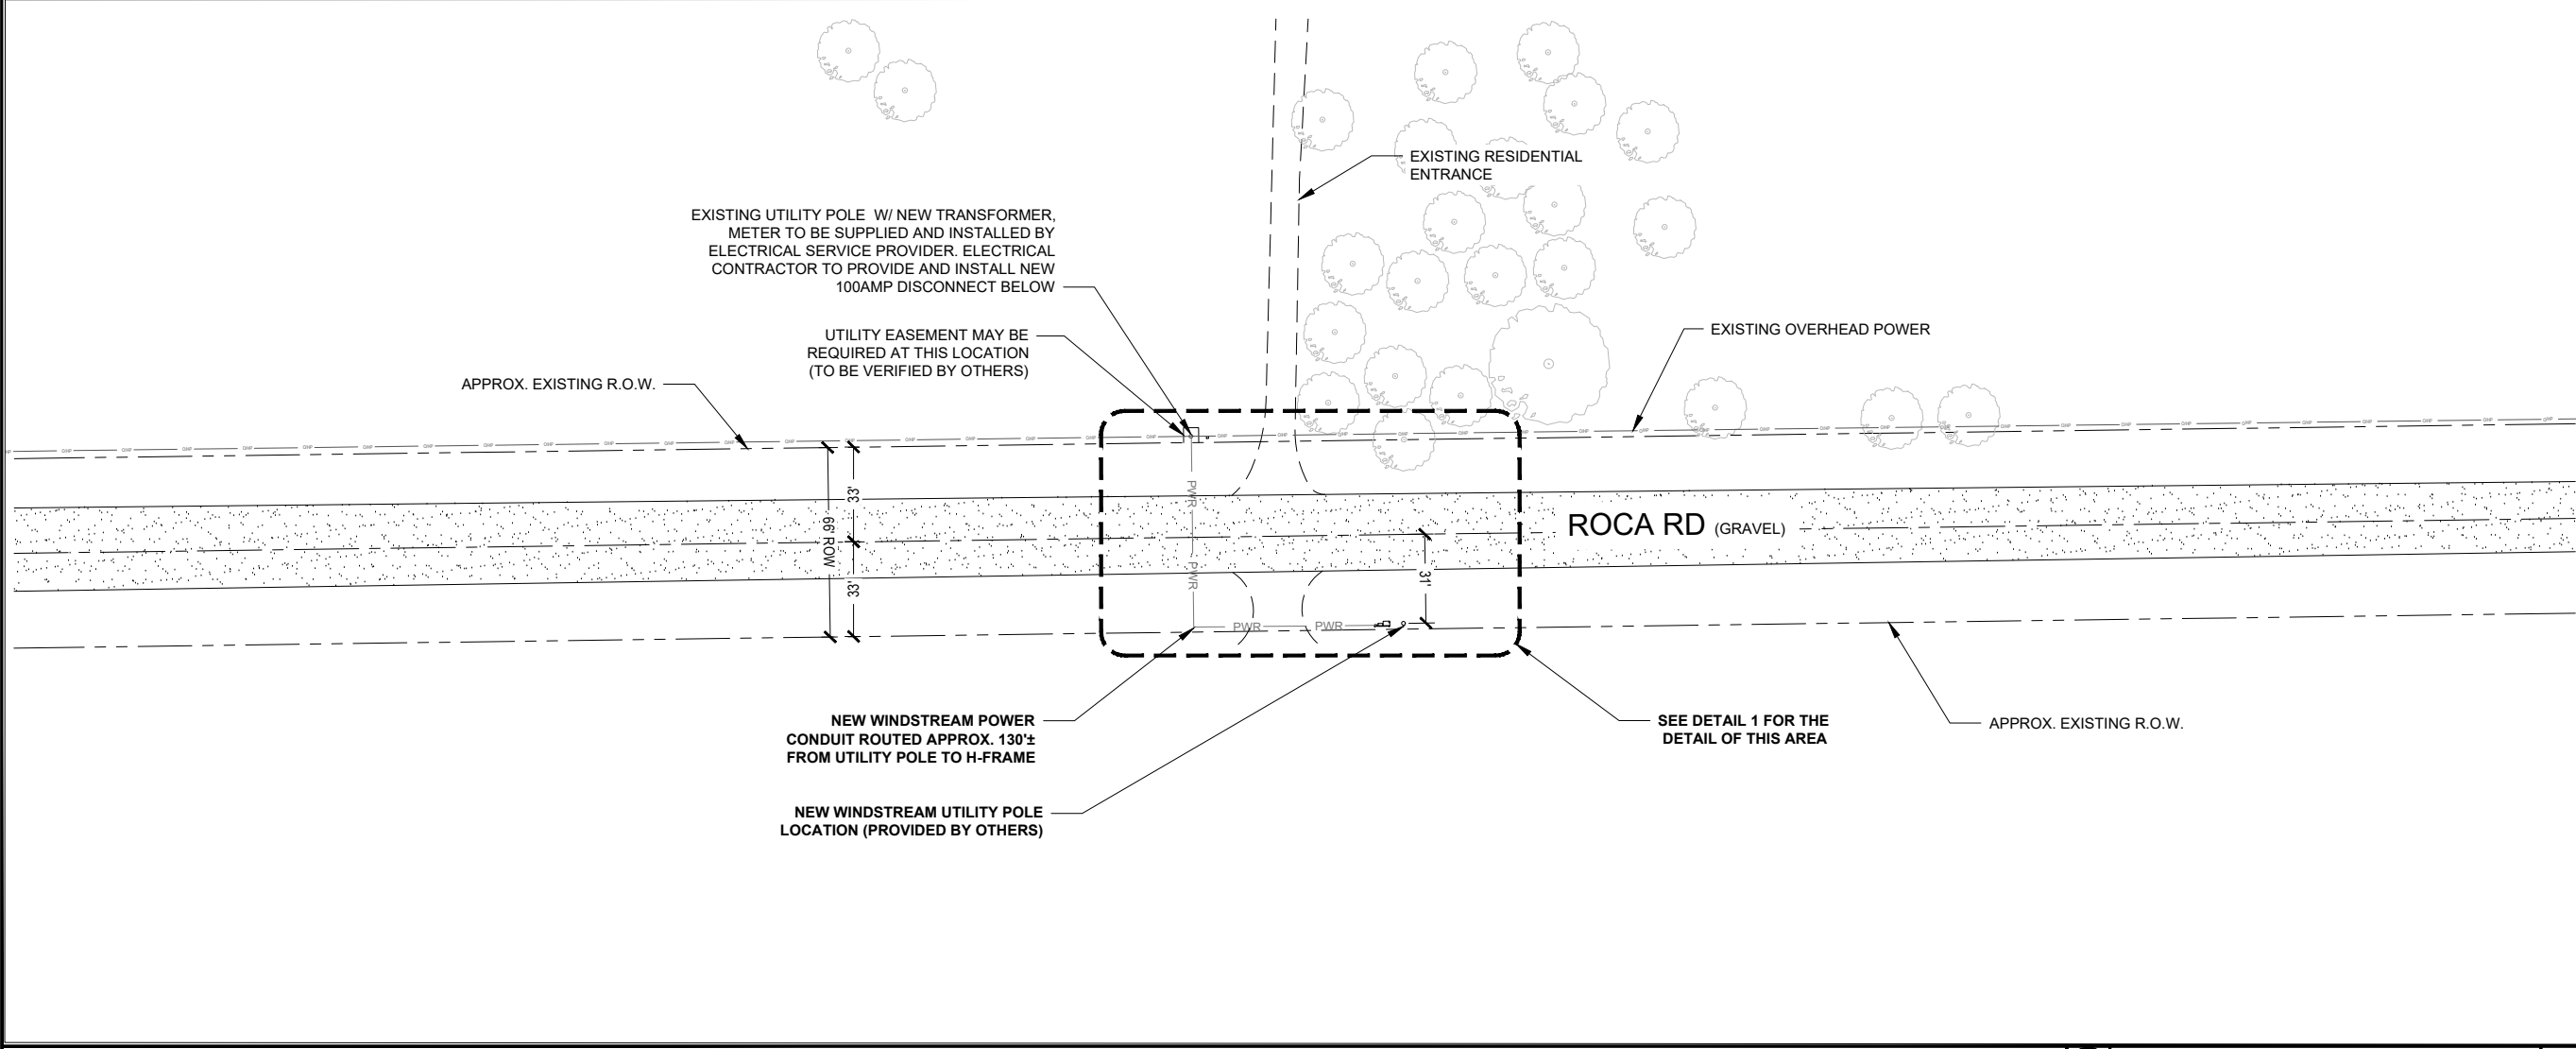 EXISTING RESIDENTIAL
ENTRANCE
EXISTING UTILITY POLE W/ NEW TRANSFORMER,
METER TO BE SUPPLIED AND INSTALLED BY
ELECTRICAL SERVICE PROVIDER. ELECTRICAL
CONTRACTOR TO PROVIDE AND INSTALL NEW
100AMP DISCONNECT BELOW
UTILITY EASEMENT MAY BE
REQUIRED AT THIS LOCATION
(TO BE VERIFIED BY OTHERS)
EXISTING OVERHEAD POWER
APPROX. EXISTING R.O.W.
33'
66' ROW
33'
PWR
PWR
PWR
PWR
31'
ROCA RD (GRAVEL)
NEW WINDSTREAM POWER
CONDUIT ROUTED APPROX. 130'±
FROM UTILITY POLE TO H-FRAME
SEE DETAIL 1 FOR THE
DETAIL OF THIS AREA
APPROX. EXISTING R.O.W.
NEW WINDSTREAM UTILITY POLE
LOCATION (PROVIDED BY OTHERS)